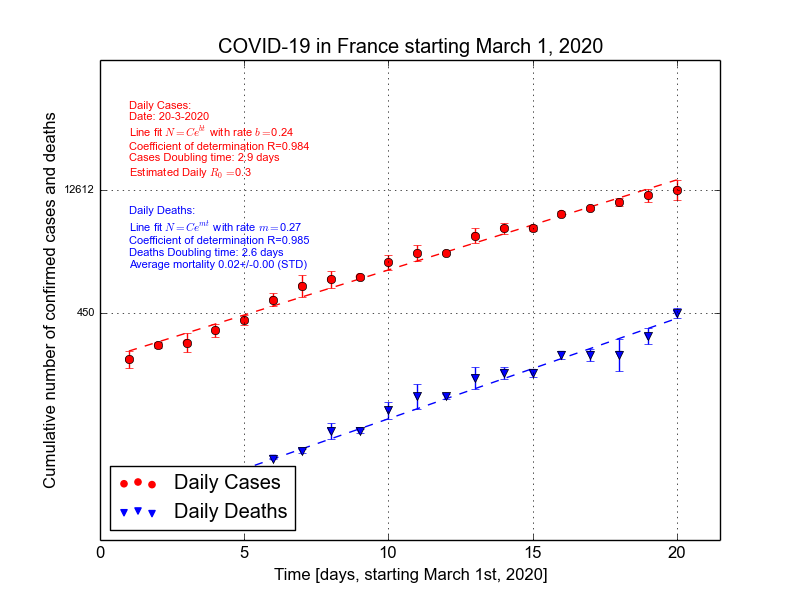 COVID-19 in France starting March 1, 2020
Daily Cases:
Date: 20-3-2020
Line fit N=Ce^{bt} with rate b=0.24
Coefficient of determination R=0.984
Cases Doubling time: 2.9 days
Estimated Daily R_0=0.3
Daily Deaths:
Line fit N=Ce^{mt} with rate m=0.27
Coefficient of determination R=0.985
Deaths Doubling time: 2.6 days
Average mortality 0.02+/-0.00 (STD)
Cumulative number of confirmed cases and deaths
12612
450
Daily Cases
Daily Deaths
0 5 10 15 20
Time [days, starting March 1st, 2020]